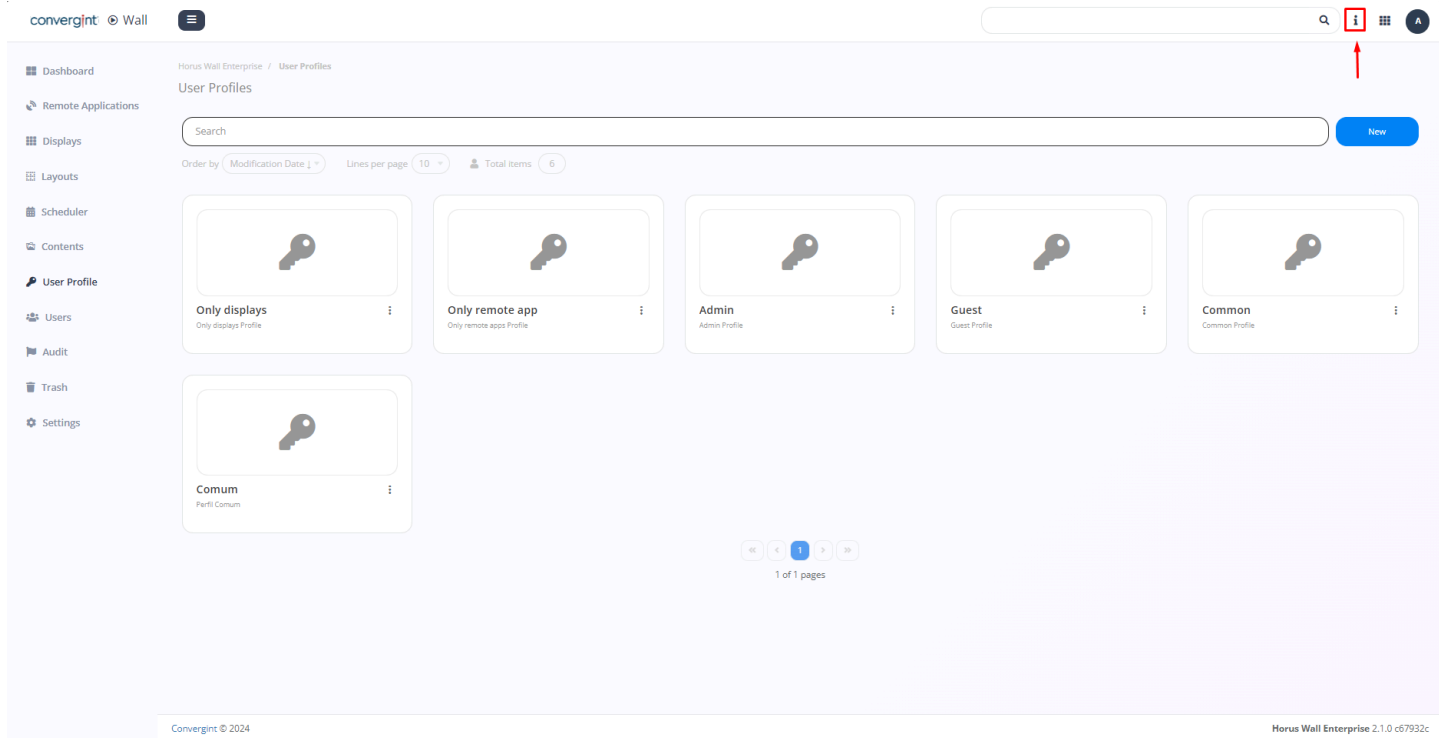 convergint Wall
A
Dashboard
Remote Applications
Displays
Layouts
Scheduler
Contents
User Profile
Users
Audit
Trash
Settings
Horus Wall Enterprise / User Profiles
User Profiles
Search
New
Order by Modification Date ↓ Lines per page 10 Total items 6
Only displays
Only displays Profile
Only remote app
Only remote apps Profile
Admin
Admin Profile
Guest
Guest Profile
Common
Common Profile
Comum
Perfil Comum
« ‹ 1 › »
1 of 1 pages
Convergint © 2024
Horus Wall Enterprise 2.1.0 c67932c